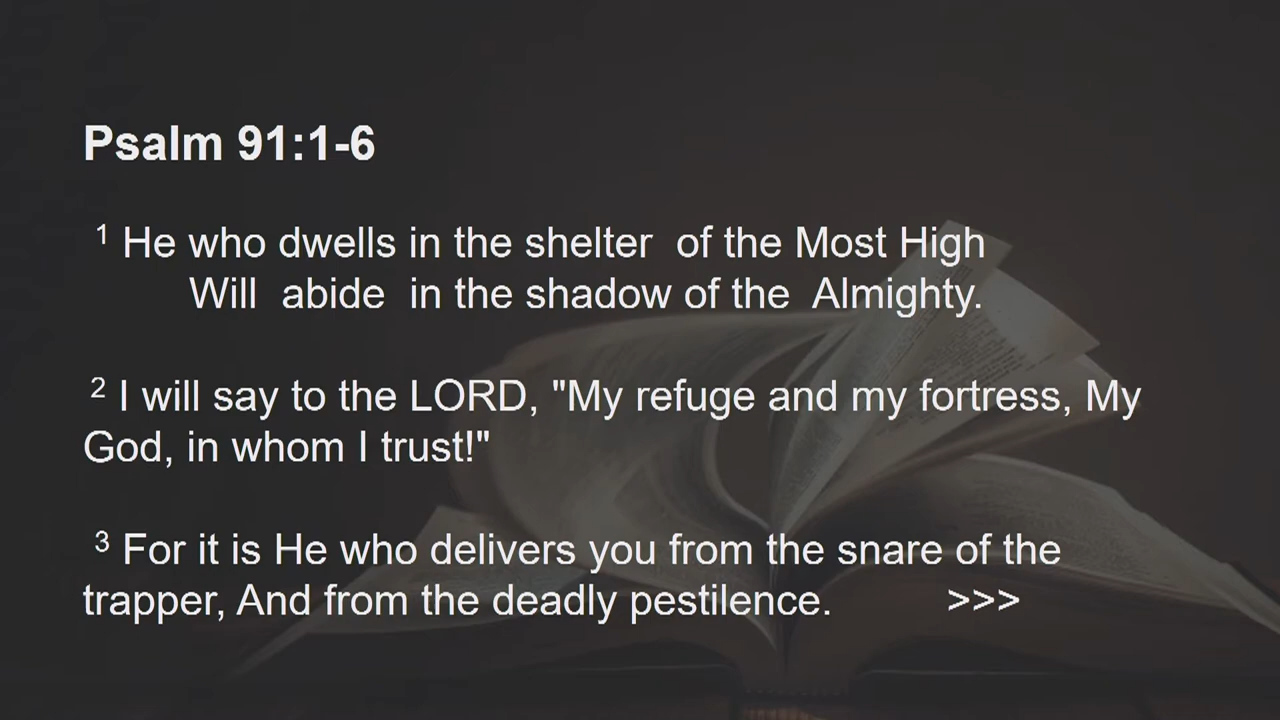 Psalm 91:1-6
1 He who dwells in the shelter of the Most High
Will abide in the shadow of the Almighty.
2 I will say to the LORD, "My refuge and my fortress, My
God, in whom I trust!"
3 For it is He who delivers you from the snare of the
trapper, And from the deadly pestilence. >>>